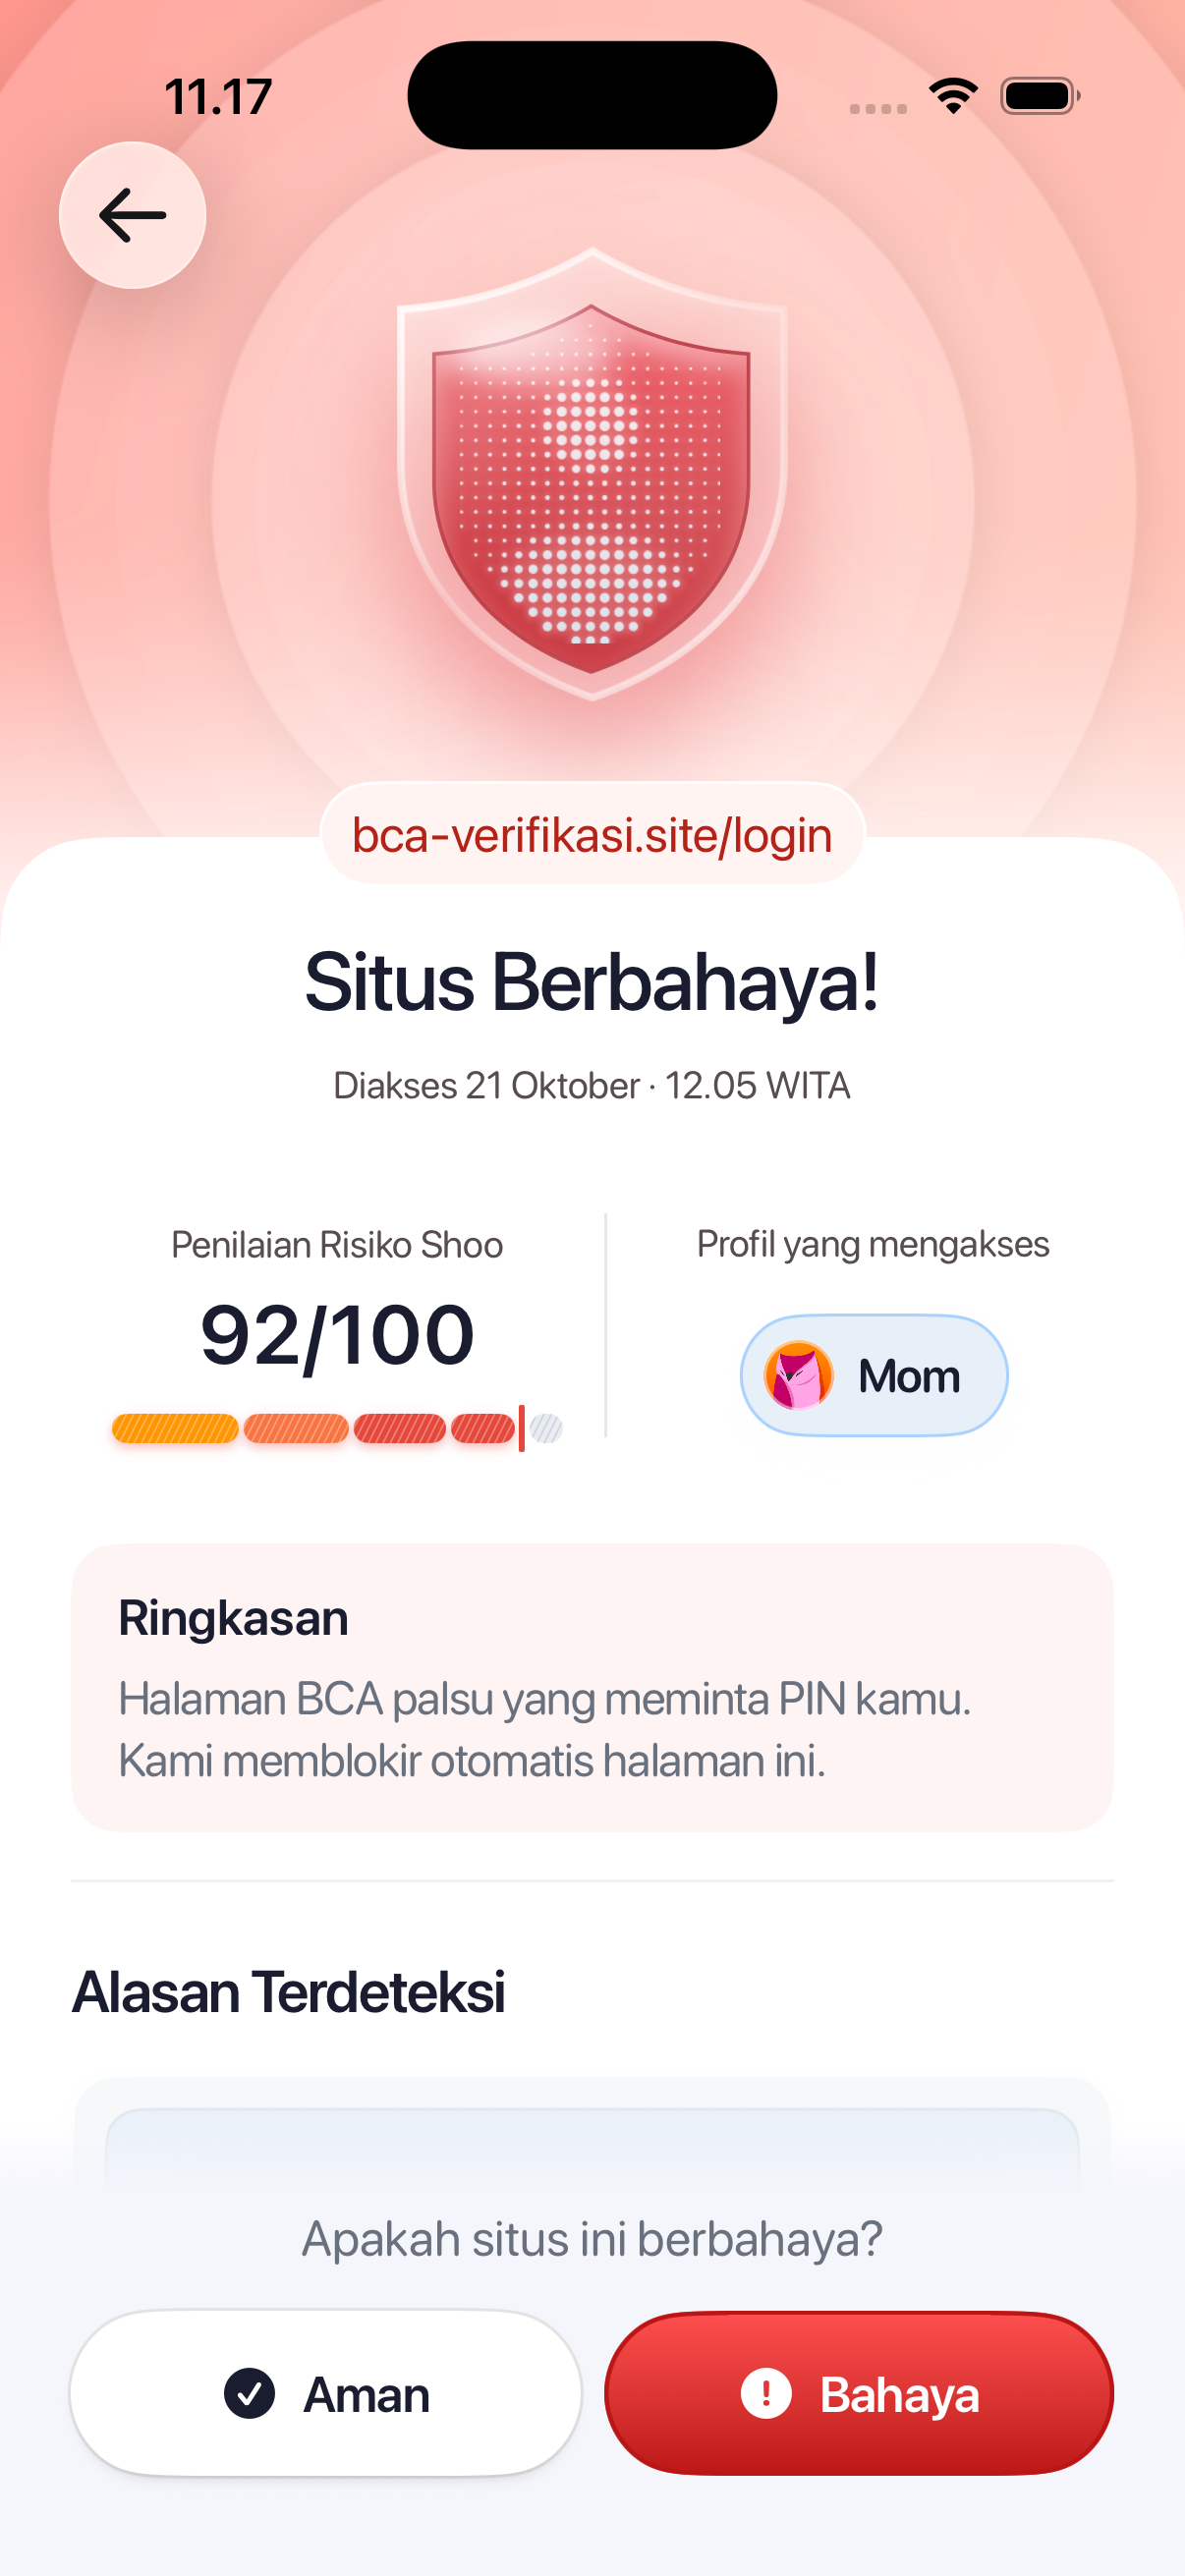 11.17
bca-verifikasi.site/login
Situs Berbahaya!
Diakses 21 Oktober · 12.05 WITA
Penilaian Risiko Shoo
92/100
Profil yang mengakses
Mom
Ringkasan
Halaman BCA palsu yang meminta PIN kamu.
Kami memblokir otomatis halaman ini.
Alasan Terdeteksi
Apakah situs ini berbahaya?
Aman
Bahaya